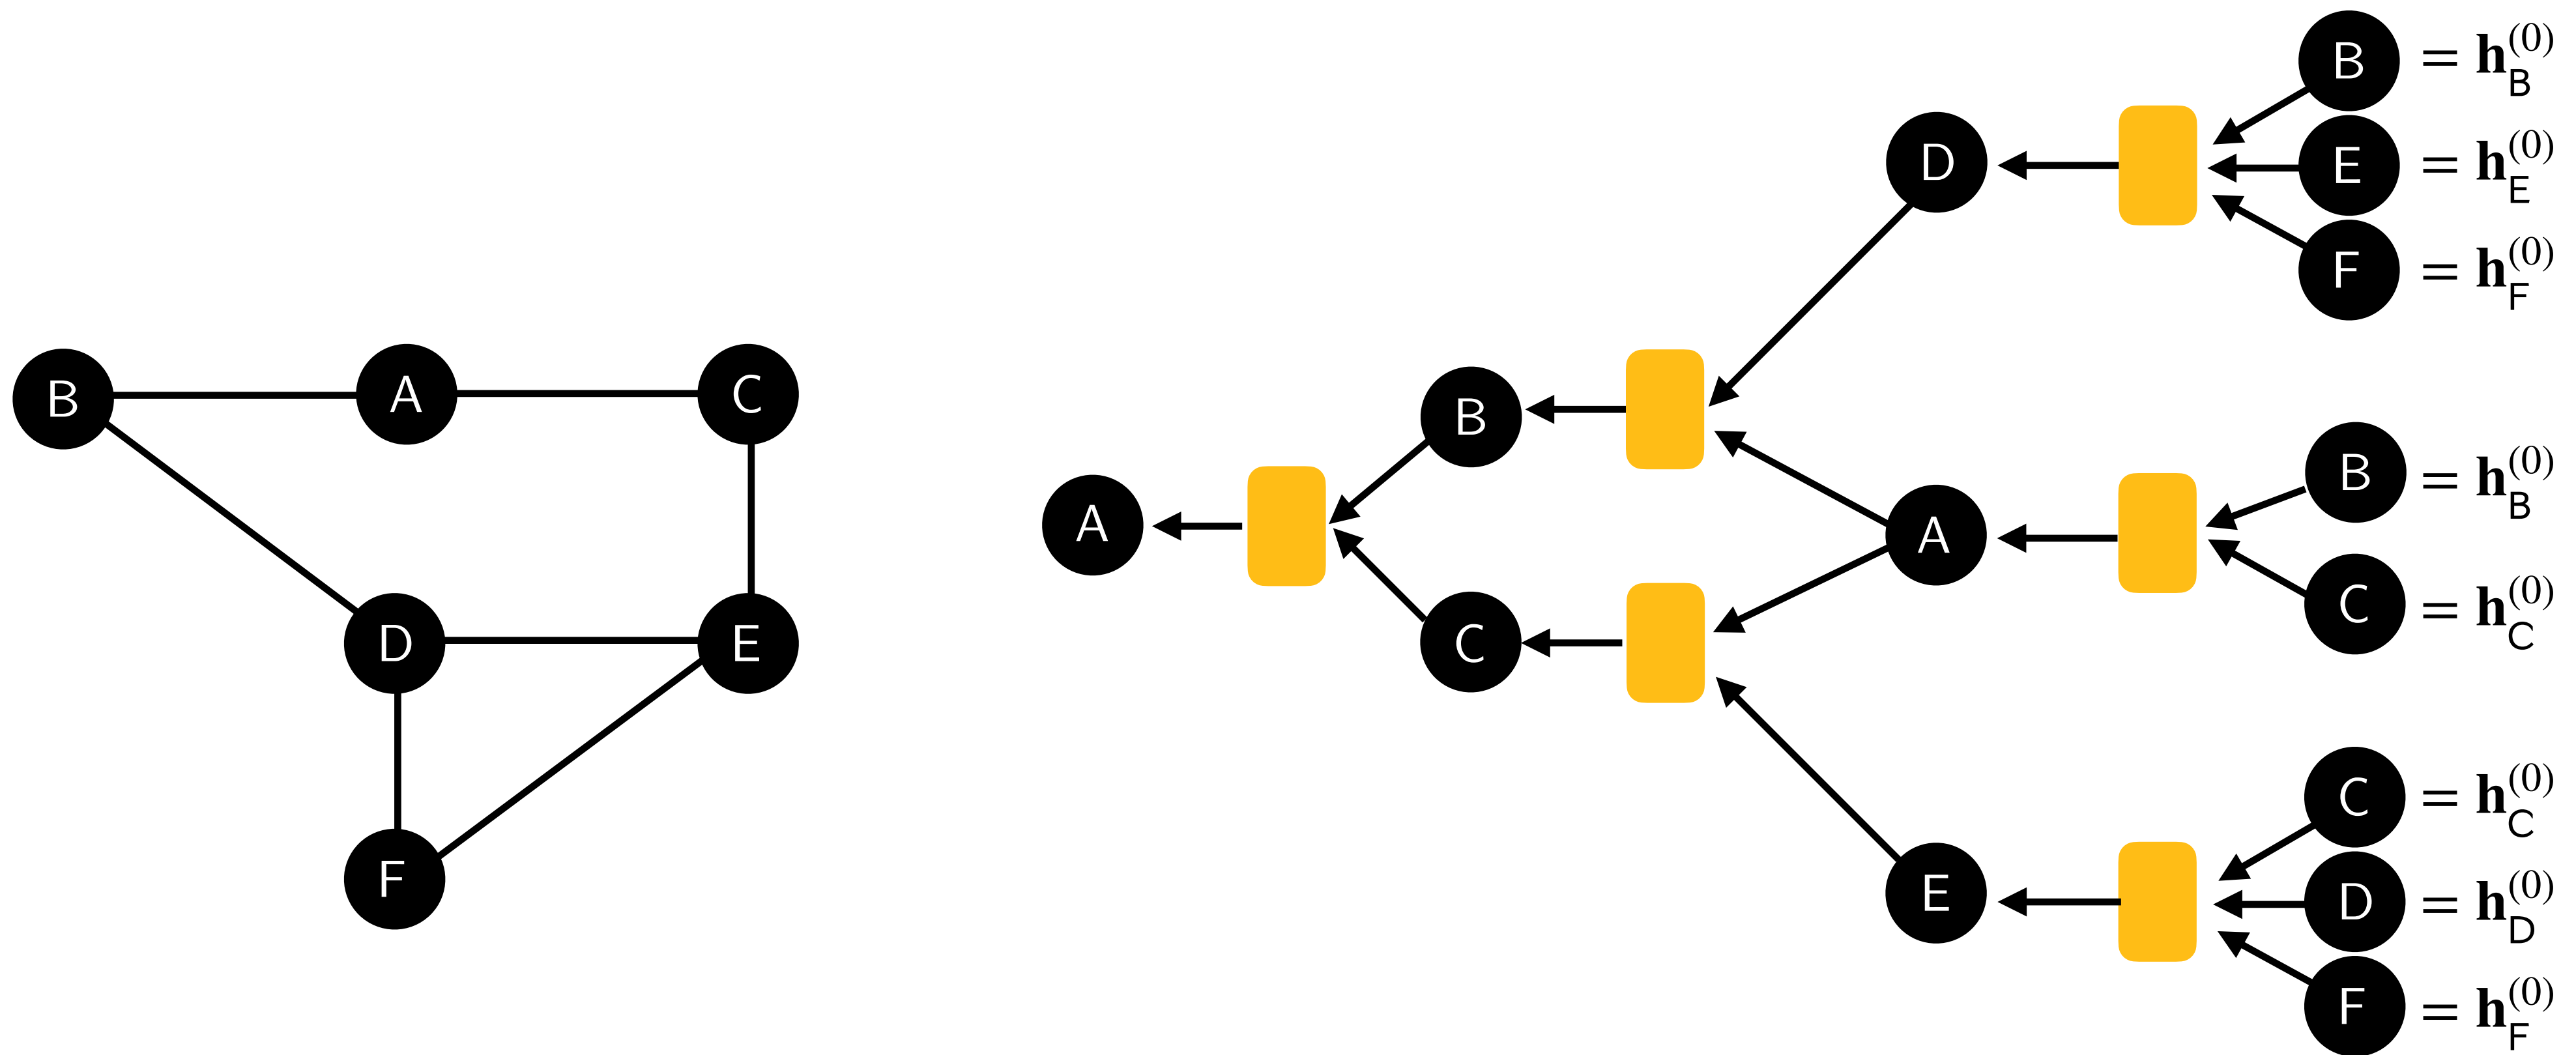 B
A
C
D
E
F
A
B
C
D
A
E
B = h_B^(0)
E = h_E^(0)
F = h_F^(0)
B = h_B^(0)
C = h_C^(0)
C = h_C^(0)
D = h_D^(0)
F = h_F^(0)